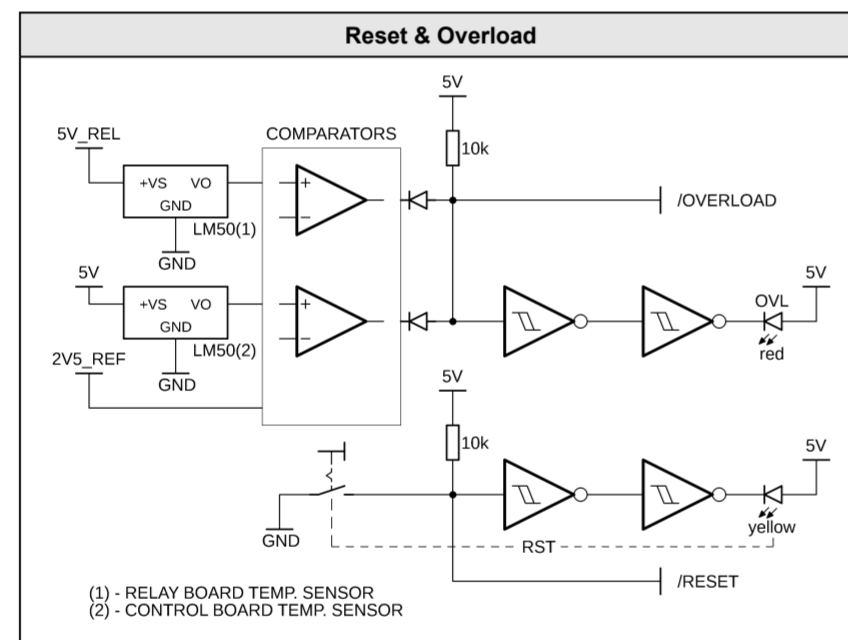 Reset & Overload
5V
5V_REL
COMPARATORS
10k
+VS VO
GND
+
−
/OVERLOAD
LM50(1)
GND
5V
5V
+VS VO
GND
+
−
OVL
LM50(2)
red
2V5_REF
GND
5V
10k
5V
yellow
GND
RST
/RESET
(1) - RELAY BOARD TEMP. SENSOR
(2) - CONTROL BOARD TEMP. SENSOR